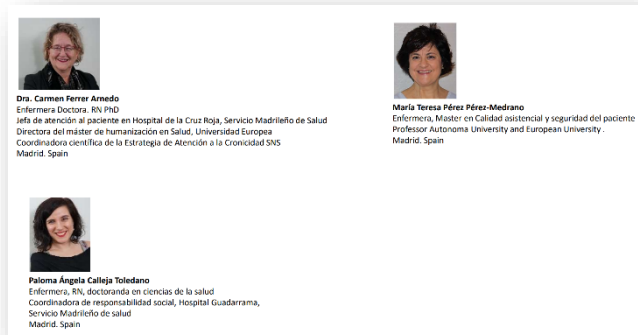 Dra. Carmen Ferrer Arnedo
Enfermera Doctora. RN PhD
Jefa de atención al paciente en Hospital de la Cruz Roja, Servicio Madrileño de Salud
Directora del máster de humanización en Salud, Universidad Europea
Coordinadora científica de la Estrategia de Atención a la Cronicidad SNS
Madrid. Spain
María Teresa Pérez Pérez-Medrano
Enfermera, Master en Calidad asistencial y seguridad del paciente
Professor Autonoma University and European University .
Madrid. Spain
Paloma Ángela Calleja Toledano
Enfermera, RN, doctoranda en ciencias de la salud
Coordinadora de responsabilidad social, Hospital Guadarrama,
Servicio Madrileño de salud
Madrid. Spain